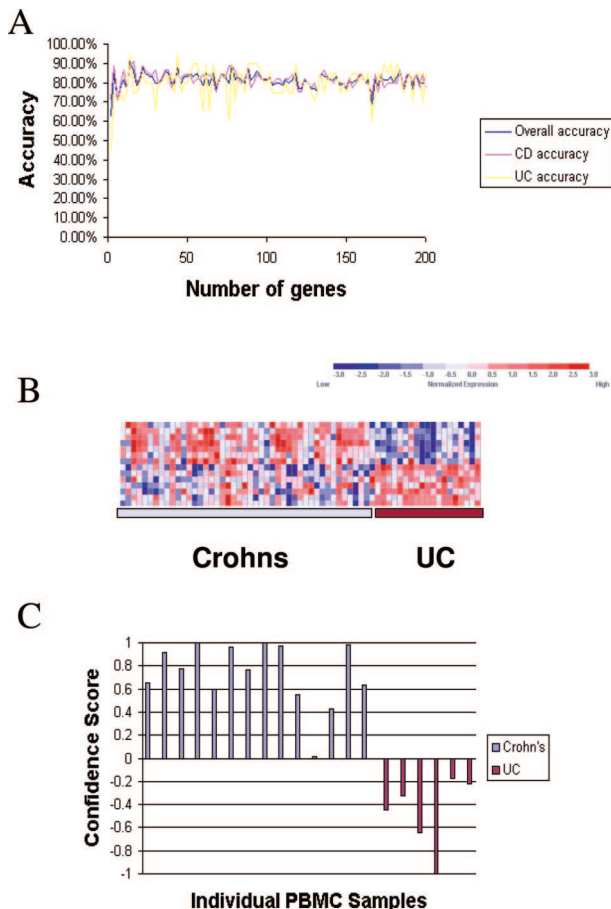 A
100.00%
90.00%
80.00%
70.00%
60.00%
50.00%
40.00%
30.00%
20.00%
10.00%
0.00%
Accuracy
0 50 100 150 200
Number of genes
Overall accuracy
CD accuracy
UC accuracy
B
-3.0 -2.5 -2.0 -1.5 -1.0 -0.5 0.0 0.5 1.0 1.5 2.0 2.5 3.0
Low Normalized Expression High
Crohns UC
C
1
0.8
0.6
0.4
0.2
0
-0.2
-0.4
-0.6
-0.8
-1
Confidence Score
Crohn's
UC
Individual PBMC Samples